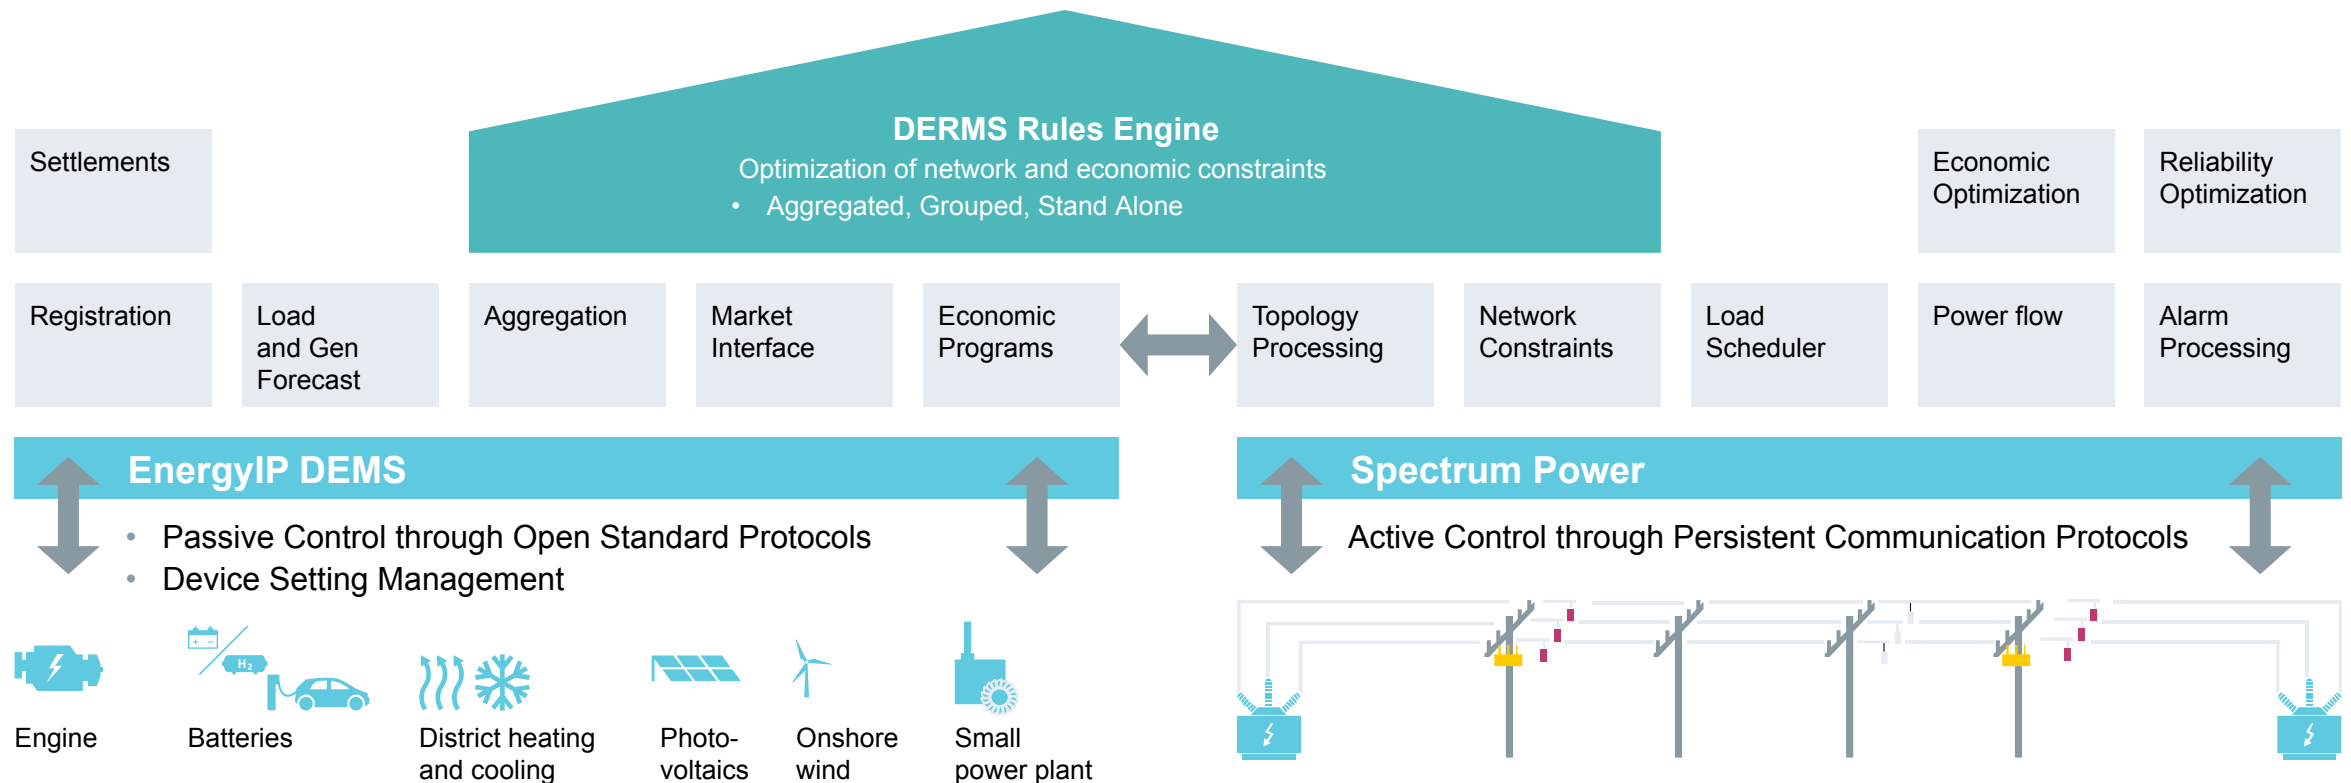 DERMS Rules Engine
Optimization of network and economic constraints
• Aggregated, Grouped, Stand Alone
Settlements
Economic
Optimization
Reliability
Optimization
Registration
Load
and Gen
Forecast
Aggregation
Market
Interface
Economic
Programs
Topology
Processing
Network
Constraints
Load
Scheduler
Power flow
Alarm
Processing
EnergyIP DEMS
• Passive Control through Open Standard Protocols
• Device Setting Management
Spectrum Power
Active Control through Persistent Communication Protocols
H₂
Engine
Batteries
District heating
and cooling
Photo-
voltaics
Onshore
wind
Small
power plant